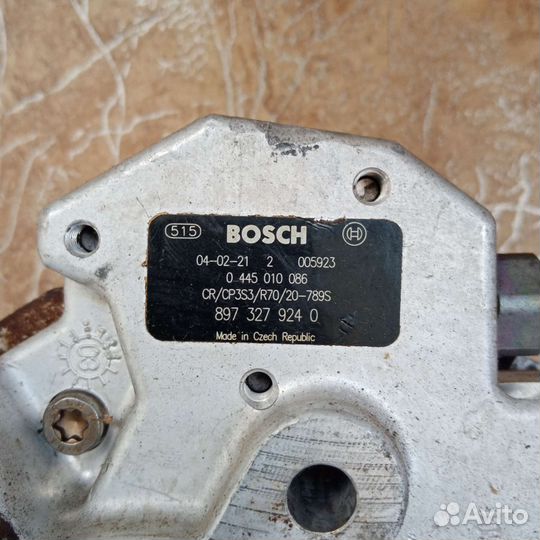 515 BOSCH
04-02-21 2 005923
0 445 010 086
CR/CP3S3/R70/20-789S
897 327 924 0
Made in Czech Republic
Avito